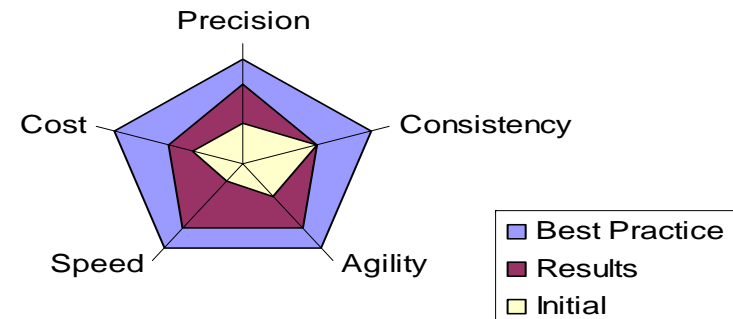 Precision
Cost
Consistency
Speed
Agility
Best Practice
Results
Initial